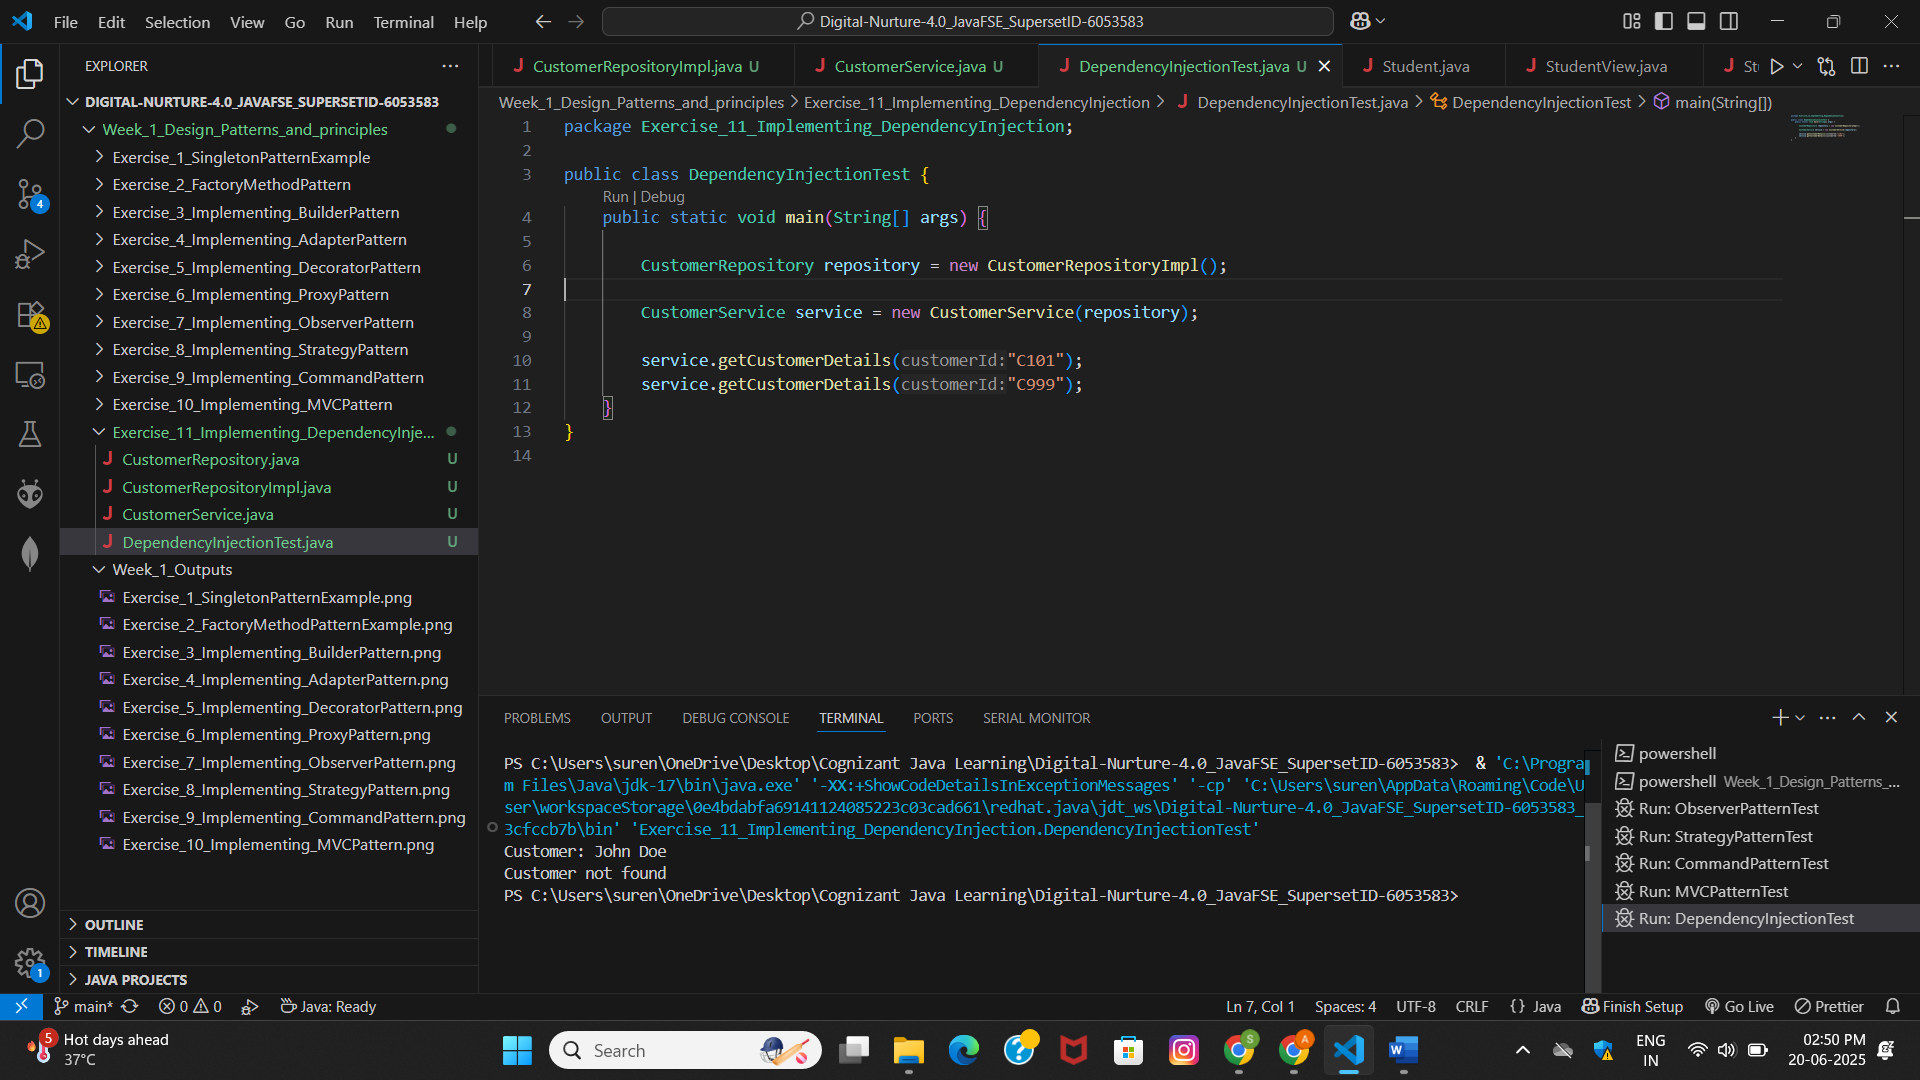 File Edit Selection View Go Run Terminal Help
Digital-Nurture-4.0_JavaFSE_SupersetID-6053583
EXPLORER
DIGITAL-NURTURE-4.0_JAVAFSE_SUPERSETID-6053583
Week_1_Design_Patterns_and_principles
Exercise_1_SingletonPatternExample
Exercise_2_FactoryMethodPattern
Exercise_3_Implementing_BuilderPattern
Exercise_4_Implementing_AdapterPattern
Exercise_5_Implementing_DecoratorPattern
Exercise_6_Implementing_ProxyPattern
Exercise_7_Implementing_ObserverPattern
Exercise_8_Implementing_StrategyPattern
Exercise_9_Implementing_CommandPattern
Exercise_10_Implementing_MVCPattern
Exercise_11_Implementing_DependencyInje...
CustomerRepository.java U
CustomerRepositoryImpl.java U
CustomerService.java U
DependencyInjectionTest.java U
Week_1_Outputs
Exercise_1_SingletonPatternExample.png
Exercise_2_FactoryMethodPatternExample.png
Exercise_3_Implementing_BuilderPattern.png
Exercise_4_Implementing_AdapterPattern.png
Exercise_5_Implementing_DecoratorPattern.png
Exercise_6_Implementing_ProxyPattern.png
Exercise_7_Implementing_ObserverPattern.png
Exercise_8_Implementing_StrategyPattern.png
Exercise_9_Implementing_CommandPattern.png
Exercise_10_Implementing_MVCPattern.png
OUTLINE
TIMELINE
JAVA PROJECTS
4
1
CustomerRepositoryImpl.java U CustomerService.java U DependencyInjectionTest.java U Student.java StudentView.java St
Week_1_Design_Patterns_and_principles > Exercise_11_Implementing_DependencyInjection > DependencyInjectionTest.java > DependencyInjectionTest > main(String[])
1 package Exercise_11_Implementing_DependencyInjection;
2
3 public class DependencyInjectionTest {
Run | Debug
4 public static void main(String[] args) {
5
6 CustomerRepository repository = new CustomerRepositoryImpl();
7
8 CustomerService service = new CustomerService(repository);
9
10 service.getCustomerDetails(customerId:"C101");
11 service.getCustomerDetails(customerId:"C999");
12 }
13 }
14
PROBLEMS OUTPUT DEBUG CONSOLE TERMINAL PORTS SERIAL MONITOR
PS C:\Users\suren\OneDrive\Desktop\Cognizant Java Learning\Digital-Nurture-4.0_JavaFSE_SupersetID-6053583> & 'C:\Progra
m Files\Java\jdk-17\bin\java.exe' '-XX:+ShowCodeDetailsInExceptionMessages' '-cp' 'C:\Users\suren\AppData\Roaming\Code\U
ser\workspaceStorage\0e4bdabfa69141124085223c03cad661\redhat.java\jdt_ws\Digital-Nurture-4.0_JavaFSE_SupersetID-6053583_
3cfccb7b\bin' 'Exercise_11_Implementing_DependencyInjection.DependencyInjectionTest'
Customer: John Doe
Customer not found
PS C:\Users\suren\OneDrive\Desktop\Cognizant Java Learning\Digital-Nurture-4.0_JavaFSE_SupersetID-6053583>
powershell
powershell Week_1_Design_Patterns_...
Run: ObserverPatternTest
Run: StrategyPatternTest
Run: CommandPatternTest
Run: MVCPatternTest
Run: DependencyInjectionTest
main* 0 0 Java: Ready
Ln 7, Col 1 Spaces: 4 UTF-8 CRLF {} Java Finish Setup Go Live Prettier
5
Hot days ahead
37°C
Search
S
A
W
ENG
IN
02:50 PM
20-06-2025